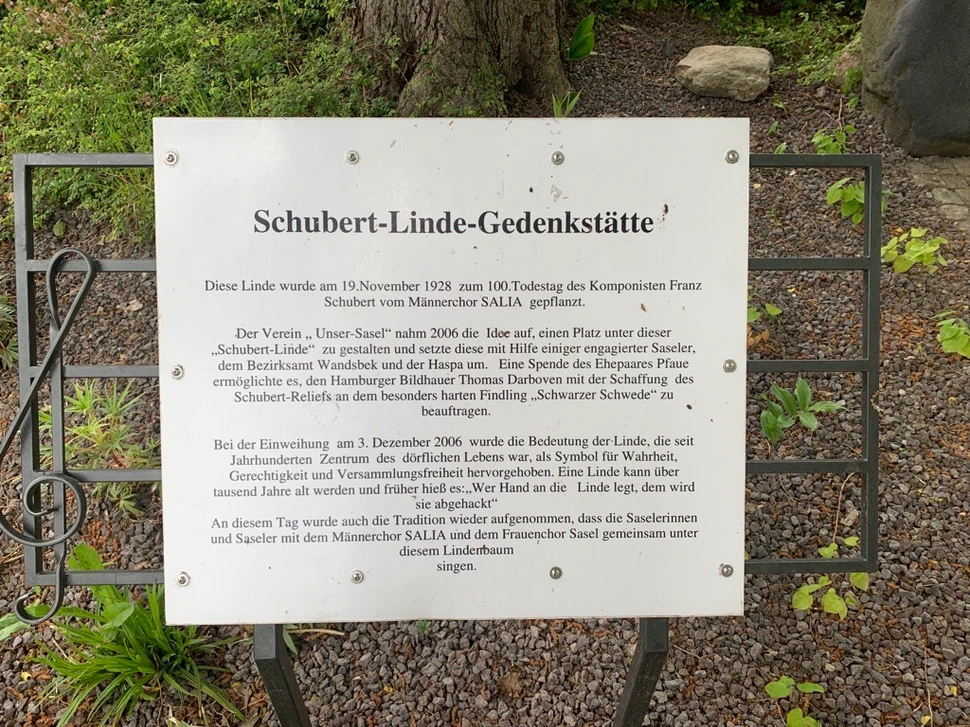 Schubert-Linde-Gedenkstätte
Diese Linde wurde am 19.November 1928 zum 100.Todestag des Komponisten Franz
Schubert vom Männerchor SALIA gepflanzt.
Der Verein „ Unser-Sasel“ nahm 2006 die Idee auf, einen Platz unter dieser
„Schubert-Linde“ zu gestalten und setzte diese mit Hilfe einiger engagierter Saseler,
dem Bezirksamt Wandsbek und der Haspa um. Eine Spende des Ehepaares Pfaue
ermöglichte es, den Hamburger Bildhauer Thomas Darboven mit der Schaffung des
Schubert-Reliefs an dem besonders harten Findling „Schwarzer Schwede“ zu
beauftragen.
Bei der Einweihung am 3. Dezember 2006 wurde die Bedeutung der Linde, die seit
Jahrhunderten Zentrum des dörflichen Lebens war, als Symbol für Wahrheit,
Gerechtigkeit und Versammlungsfreiheit hervorgehoben. Eine Linde kann über
tausend Jahre alt werden und früher hieß es:„Wer Hand an die Linde legt, dem wird
sie abgehackt“
An diesem Tag wurde auch die Tradition wieder aufgenommen, dass die Saselerinnen
und Saseler mit dem Männerchor SALIA und dem Frauenchor Sasel gemeinsam unter
diesem Lindenbaum
singen.